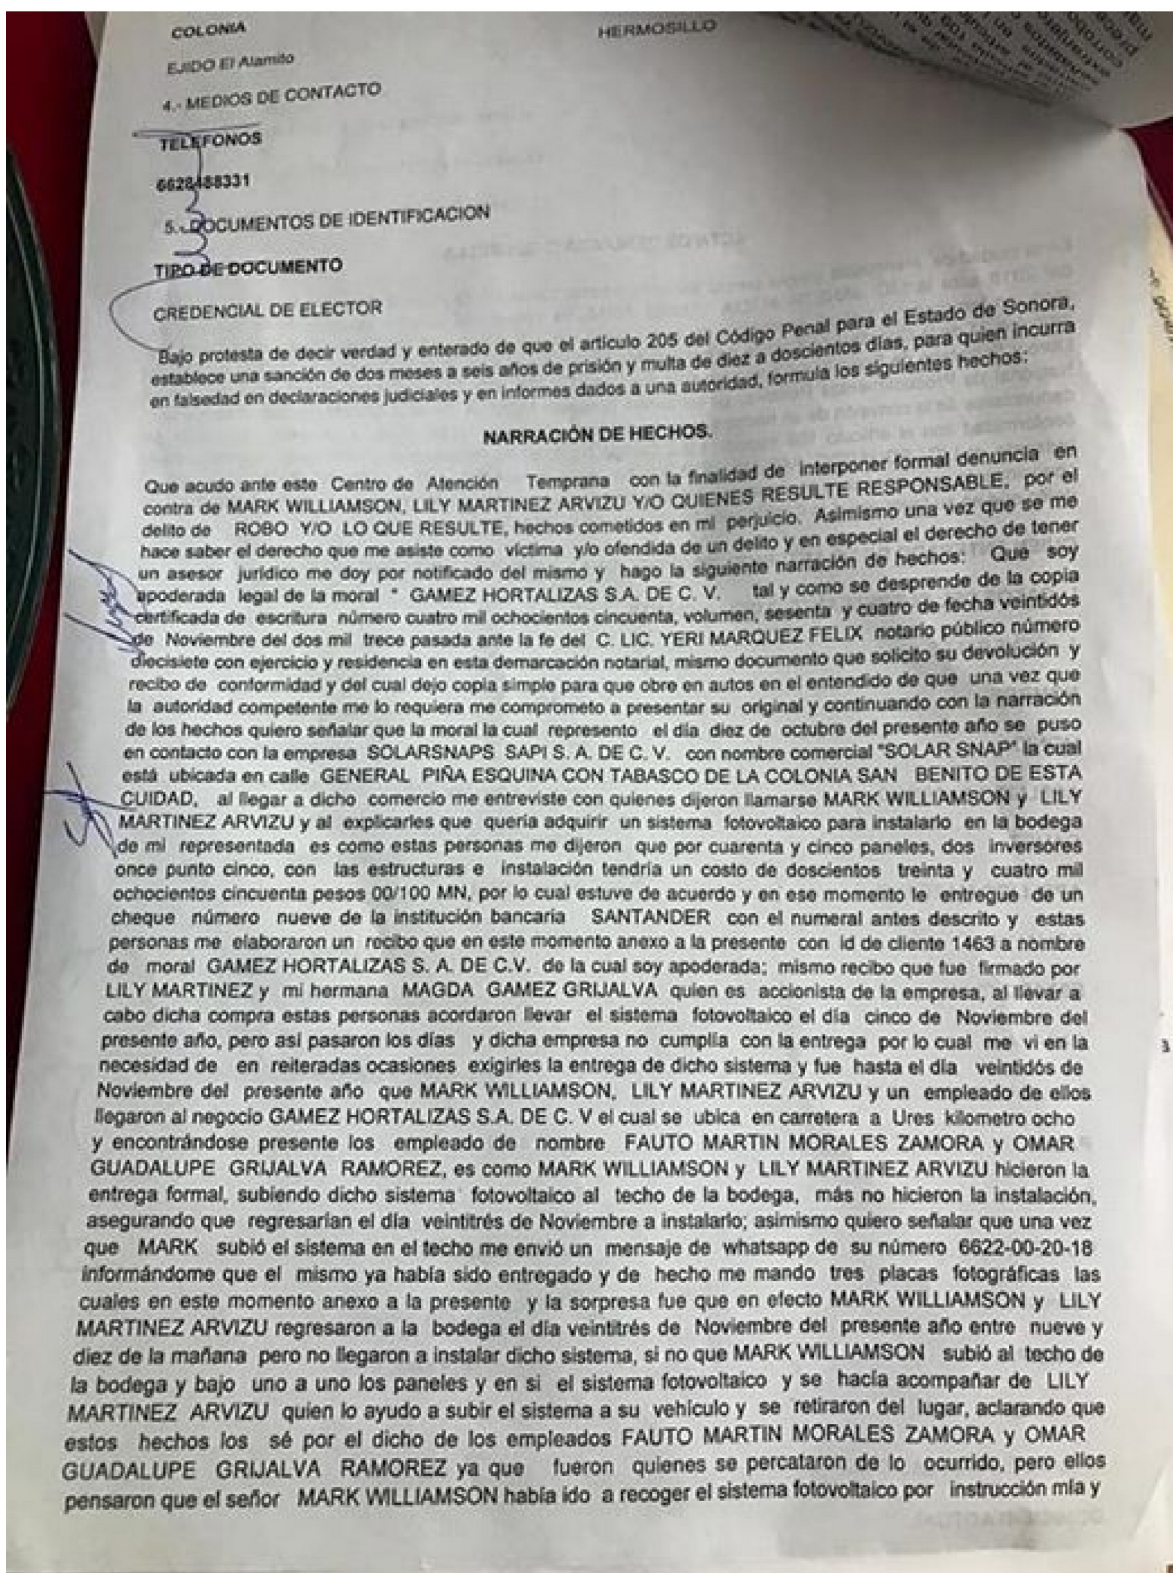 COLONIA HERMOSILLO
EJIDO El Alamito
4.- MEDIOS DE CONTACTO
TELEFONOS
6628488331
5.- DOCUMENTOS DE IDENTIFICACION
TIPO DE DOCUMENTO
CREDENCIAL DE ELECTOR
Bajo protesta de decir verdad y enterado de que el artículo 205 del Código Penal para el Estado de Sonora,
establece una sanción de dos meses a seis años de prisión y multa de diez a doscientos días, para quien incurra
en falsedad en declaraciones judiciales y en informes dados a una autoridad, formula los siguientes hechos:
NARRACIÓN DE HECHOS.
Que acudo ante este Centro de Atención Temprana con la finalidad de interponer formal denuncia en
contra de MARK WILLIAMSON, LILY MARTINEZ ARVIZU Y/O QUIENES RESULTE RESPONSABLE, por el
delito de ROBO Y/O LO QUE RESULTE, hechos cometidos en mi perjuicio. Asimismo una vez que se me
hace saber el derecho que me asiste como víctima y/o ofendida de un delito y en especial el derecho de tener
un asesor jurídico me doy por notificado del mismo y hago la siguiente narración de hechos: Que soy
apoderada legal de la moral " GAMEZ HORTALIZAS S.A. DE C. V. tal y como se desprende de la copia
certificada de escritura número cuatro mil ochocientos cincuenta, volumen, sesenta y cuatro de fecha veintidós
de Noviembre del dos mil trece pasada ante la fe del C. LIC. YERI MARQUEZ FELIX notario público número
diecisiete con ejercicio y residencia en esta demarcación notarial, mismo documento que solicito su devolución y
recibo de conformidad y del cual dejo copia simple para que obre en autos en el entendido de que una vez que
la autoridad competente me lo requiera me comprometo a presentar su original y continuando con la narración
de los hechos quiero señalar que la moral la cual represento el día diez de octubre del presente año se puso
en contacto con la empresa SOLARSNAPS SAPI S. A. DE C. V. con nombre comercial "SOLAR SNAP" la cual
está ubicada en calle GENERAL PIÑA ESQUINA CON TABASCO DE LA COLONIA SAN BENITO DE ESTA
CUIDAD, al llegar a dicho comercio me entreviste con quienes dijeron llamarse MARK WILLIAMSON y LILY
MARTINEZ ARVIZU y al explicarles que quería adquirir un sistema fotovoltaico para instalarlo en la bodega
de mi representada es como estas personas me dijeron que por cuarenta y cinco paneles, dos inversores
once punto cinco, con las estructuras e instalación tendría un costo de doscientos treinta y cuatro mil
ochocientos cincuenta pesos 00/100 MN, por lo cual estuve de acuerdo y en ese momento le entregue de un
cheque número nueve de la institución bancaria SANTANDER con el numeral antes descrito y estas
personas me elaboraron un recibo que en este momento anexo a la presente con id de cliente 1463 a nombre
de moral GAMEZ HORTALIZAS S. A. DE C.V. de la cual soy apoderada; mismo recibo que fue firmado por
LILY MARTINEZ y mi hermana MAGDA GAMEZ GRIJALVA quien es accionista de la empresa, al llevar a
cabo dicha compra estas personas acordaron llevar el sistema fotovoltaico el día cinco de Noviembre del
presente año, pero así pasaron los días y dicha empresa no cumplía con la entrega por lo cual me vi en la
necesidad de en reiteradas ocasiones exigirles la entrega de dicho sistema y fue hasta el día veintidós de
Noviembre del presente año que MARK WILLIAMSON, LILY MARTINEZ ARVIZU y un empleado de ellos
llegaron al negocio GAMEZ HORTALIZAS S.A. DE C. V el cual se ubica en carretera a Ures kilometro ocho
y encontrándose presente los empleado de nombre FAUTO MARTIN MORALES ZAMORA y OMAR
GUADALUPE GRIJALVA RAMOREZ, es como MARK WILLIAMSON y LILY MARTINEZ ARVIZU hicieron la
entrega formal, subiendo dicho sistema fotovoltaico al techo de la bodega, más no hicieron la instalación,
asegurando que regresarían el día veintitrés de Noviembre a instalarlo; asimismo quiero señalar que una vez
que MARK subió el sistema en el techo me envió un mensaje de whatsapp de su número 6622-00-20-18
informándome que el mismo ya había sido entregado y de hecho me mando tres placas fotográficas las
cuales en este momento anexo a la presente y la sorpresa fue que en efecto MARK WILLIAMSON y LILY
MARTINEZ ARVIZU regresaron a la bodega el día veintitrés de Noviembre del presente año entre nueve y
diez de la mañana pero no llegaron a instalar dicho sistema, si no que MARK WILLIAMSON subió al techo de
la bodega y bajo uno a uno los paneles y en si el sistema fotovoltaico y se hacía acompañar de LILY
MARTINEZ ARVIZU quien lo ayudo a subir el sistema a su vehículo y se retiraron del lugar, aclarando que
estos hechos los sé por el dicho de los empleados FAUTO MARTIN MORALES ZAMORA y OMAR
GUADALUPE GRIJALVA RAMOREZ ya que fueron quienes se percataron de lo ocurrido, pero ellos
pensaron que el señor MARK WILLIAMSON había ido a recoger el sistema fotovoltaico por instrucción mía y